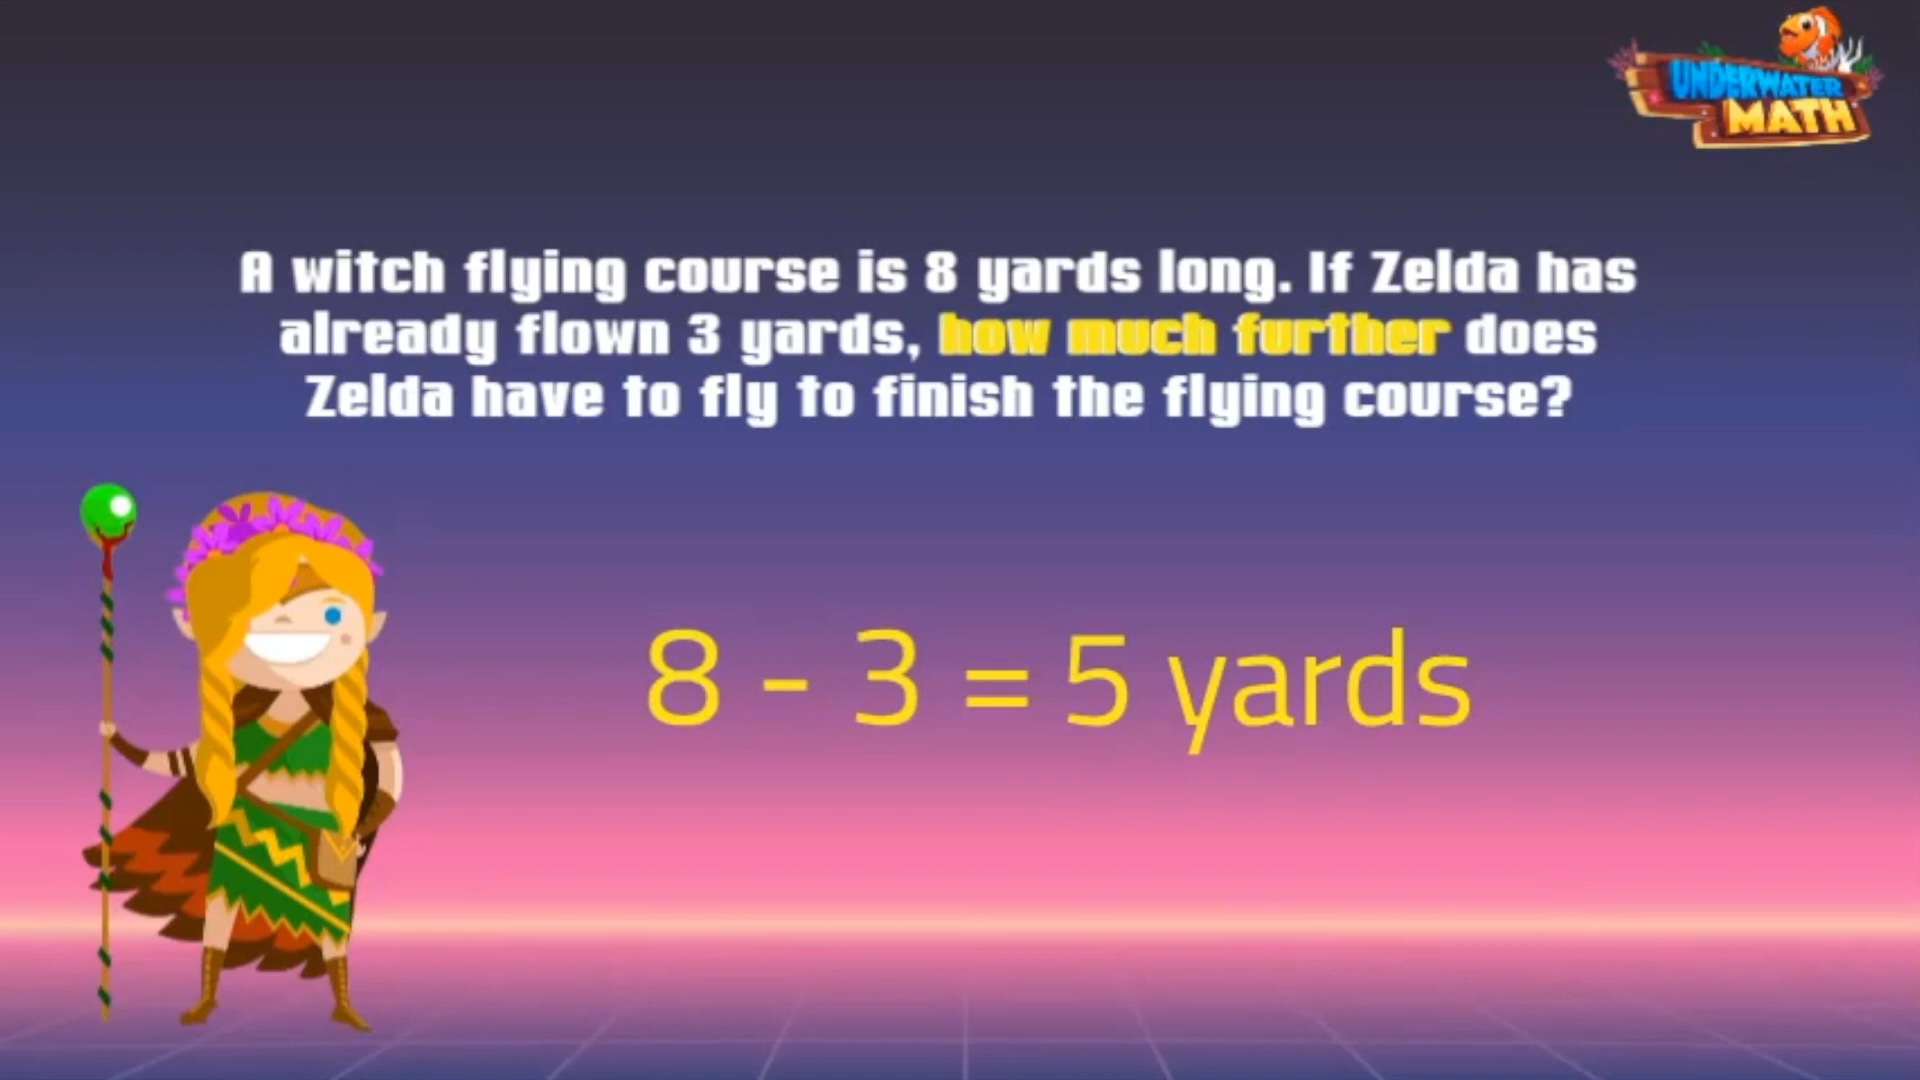 UNDERWATER
MATH
A witch flying course is 8 yards long. If Zelda has
already flown 3 yards, how much further does
Zelda have to fly to finish the flying course?
8 - 3 = 5 yards